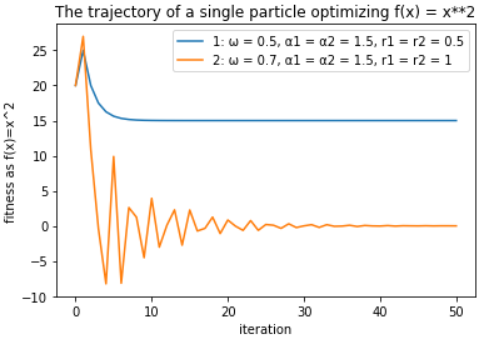 The trajectory of a single particle optimizing f(x) = x**2
1: ω = 0.5, α1 = α2 = 1.5, r1 = r2 = 0.5
2: ω = 0.7, α1 = α2 = 1.5, r1 = r2 = 1
fitness as f(x)=x^2
25
20
15
10
5
0
−5
−10
0 10 20 30 40 50
iteration